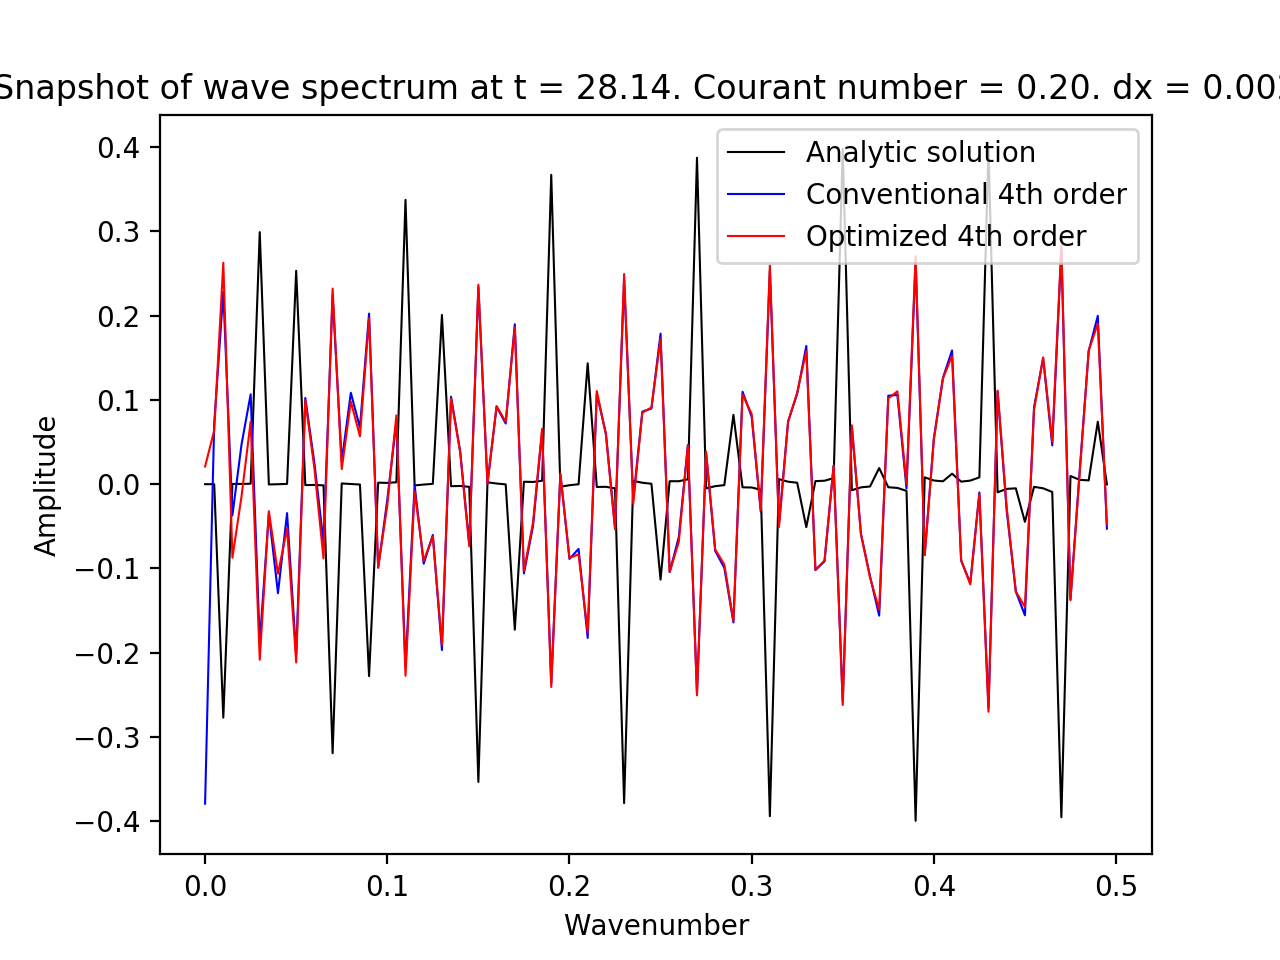 Snapshot of wave spectrum at t = 28.14. Courant number = 0.20. dx = 0.00
Analytic solution
Conventional 4th order
Optimized 4th order
Amplitude
0.4
0.3
0.2
0.1
0.0
−0.1
−0.2
−0.3
−0.4
0.0 0.1 0.2 0.3 0.4 0.5
Wavenumber